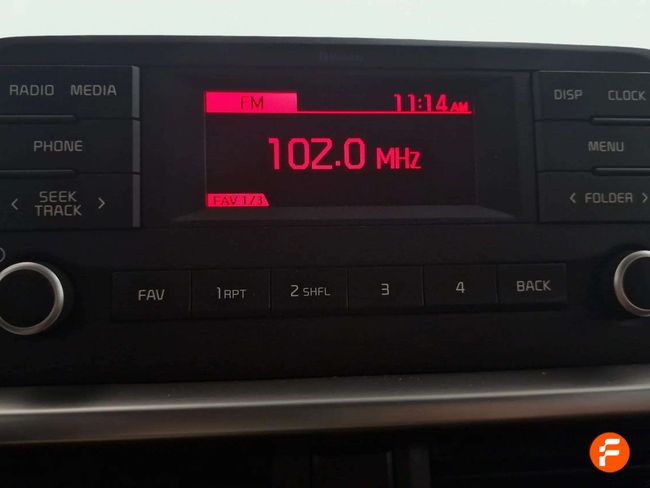 RADIO MEDIA
FM 11:14 AM
DISP CLOCK
PHONE
102.0 MHz
MENU
< SEEK TRACK >
FAV 1/3
< FOLDER >
FAV
1 RPT
2 SHFL
3
4
BACK